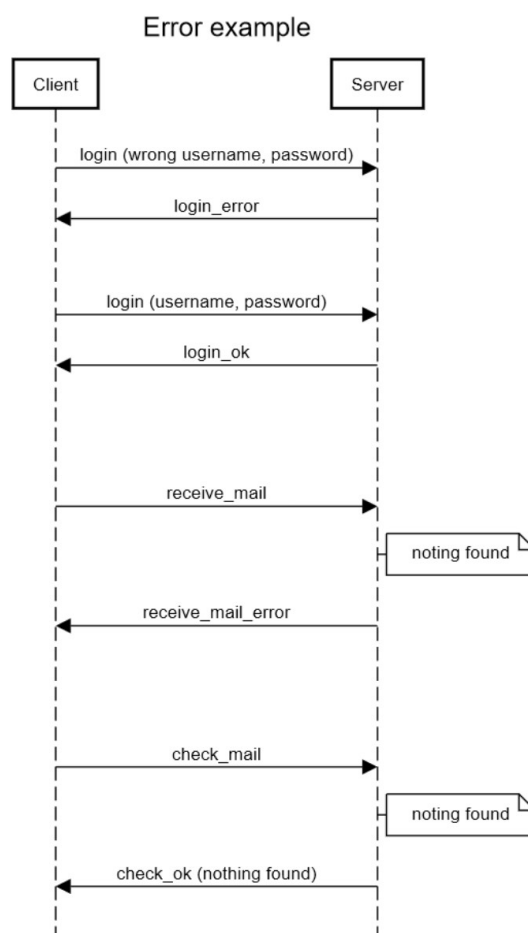 Error example
Client
Server
login (wrong username, password)
login_error
login (username, password)
login_ok
receive_mail
noting found
receive_mail_error
check_mail
noting found
check_ok (nothing found)